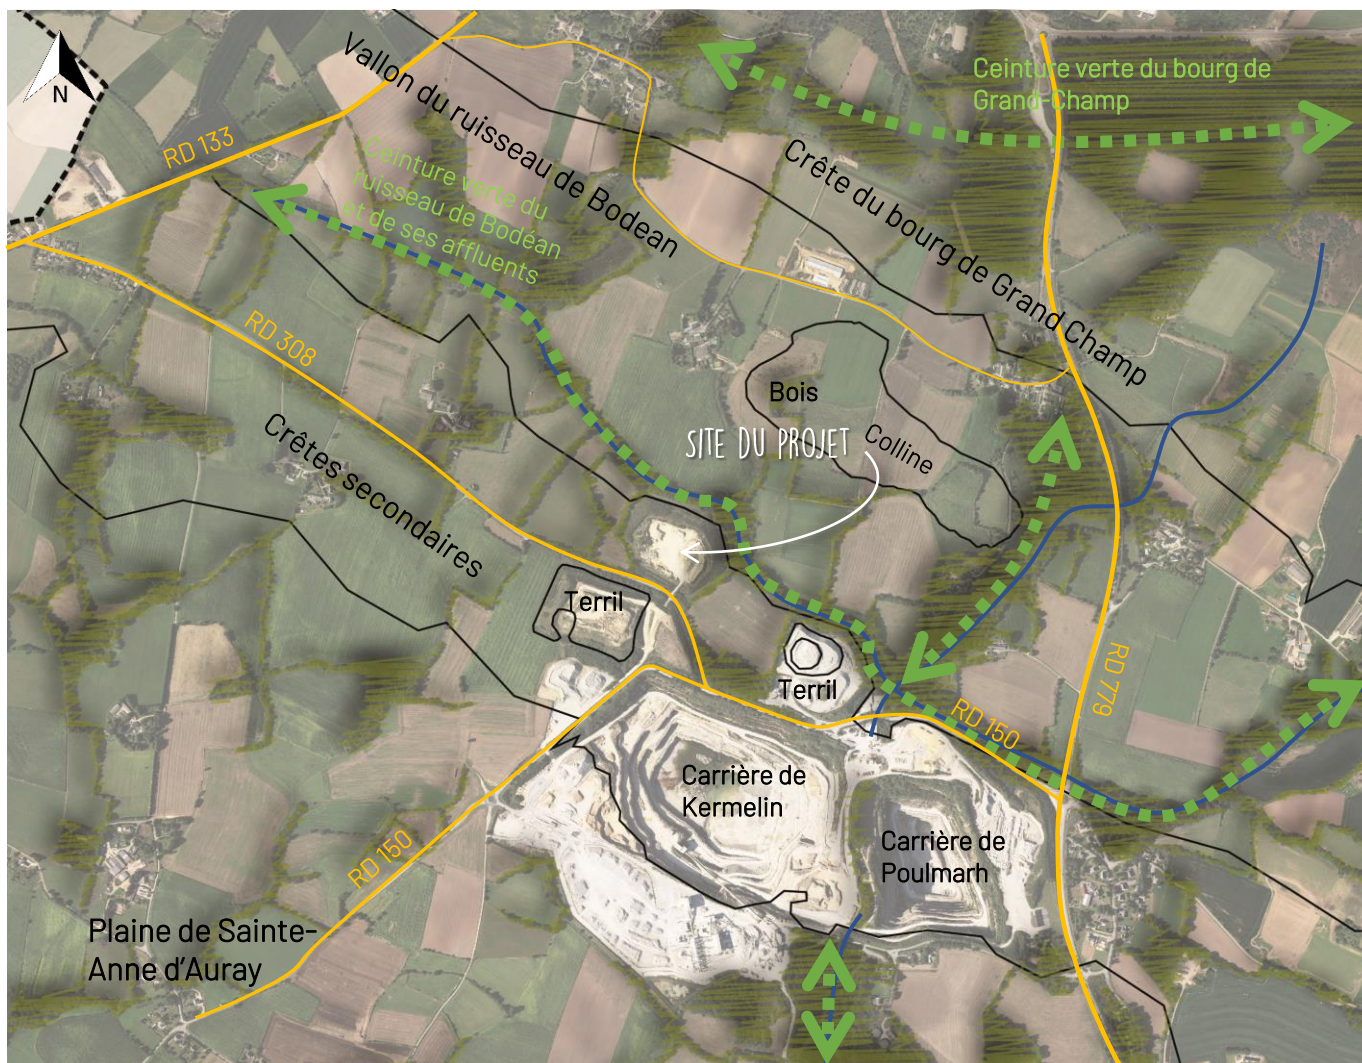 N
RD 133
Vallon du ruisseau de Bodean
Ceinture verte du
ruisseau de Bodéan
et de ses affluents
Ceinture verte du bourg de
Grand-Champ
Crête du bourg de Grand Champ
RD 308
Bois
SITE DU PROJET
Colline
Crêtes secondaires
Terril
Terril
RD 779
RD 150
Carrière de
Kermelin
Carrière de
Poulmarh
RD 150
Plaine de Sainte-
Anne d'Auray